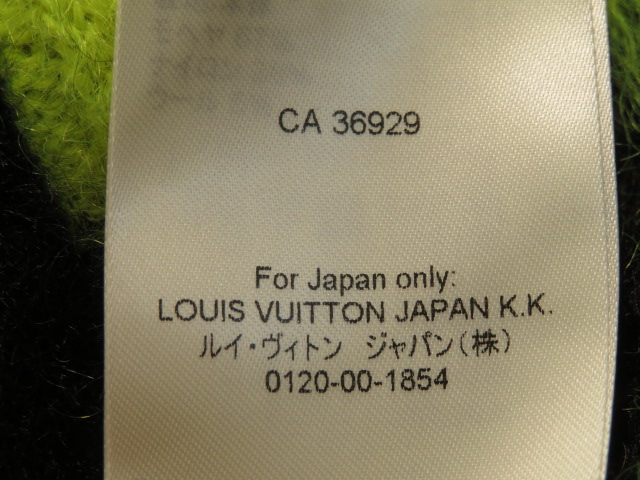 CA 36929
For Japan only:
LOUIS VUITTON JAPAN K.K.
ルイ・ヴィトン ジャパン(株)
0120-00-1854